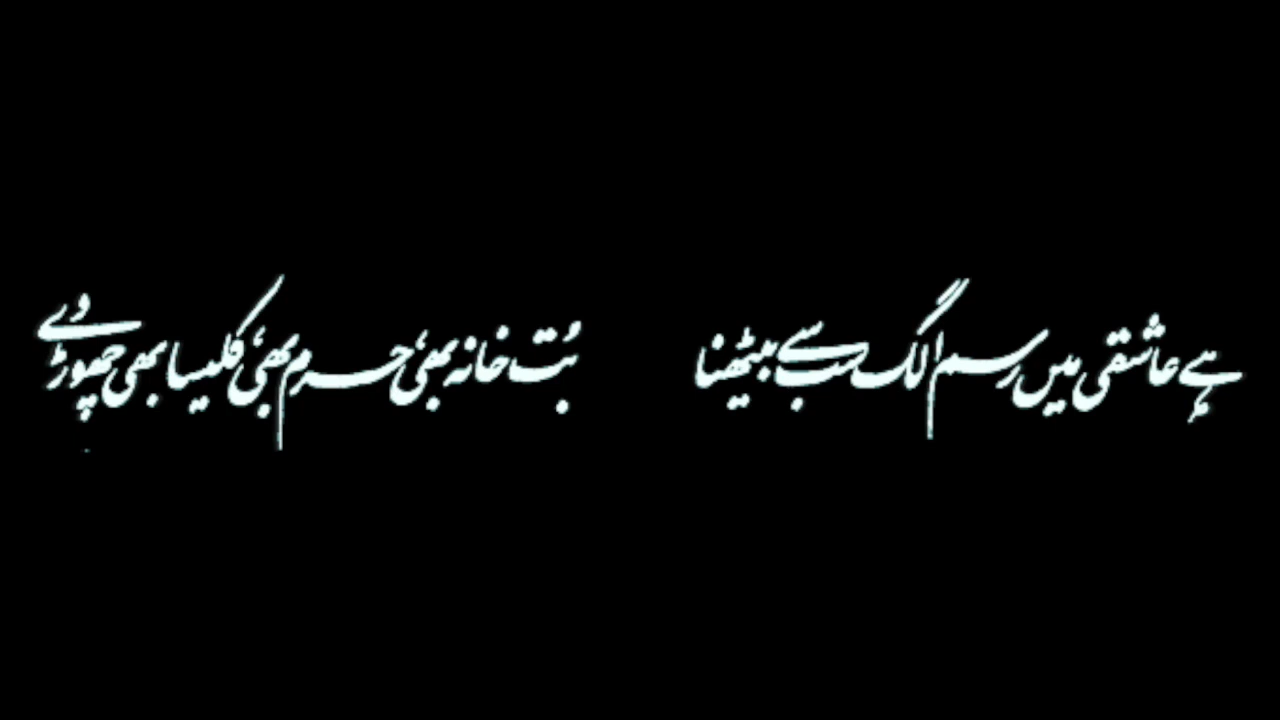 ہے عاشقی میں رسم الگ سب سے بیٹھنا
بُت خانہ بھی، حرم بھی، کلیسا بھی چھوڑ دے